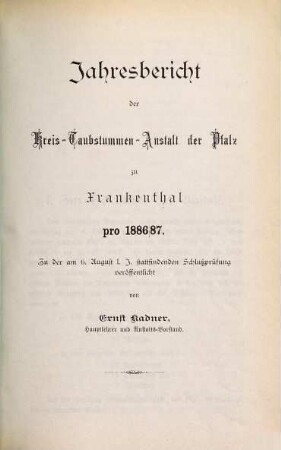 Jahresbericht
der
Kreis-Taubstummen-Anstalt der Pfalz
zu
Frankenthal
pro 1886/87.
Zu der am 6. August l. J. stattfindenden Schlußprüfung
veröffentlicht
von
Ernst Kadner,
Hauptlehrer und Anstalts-Vorstand.